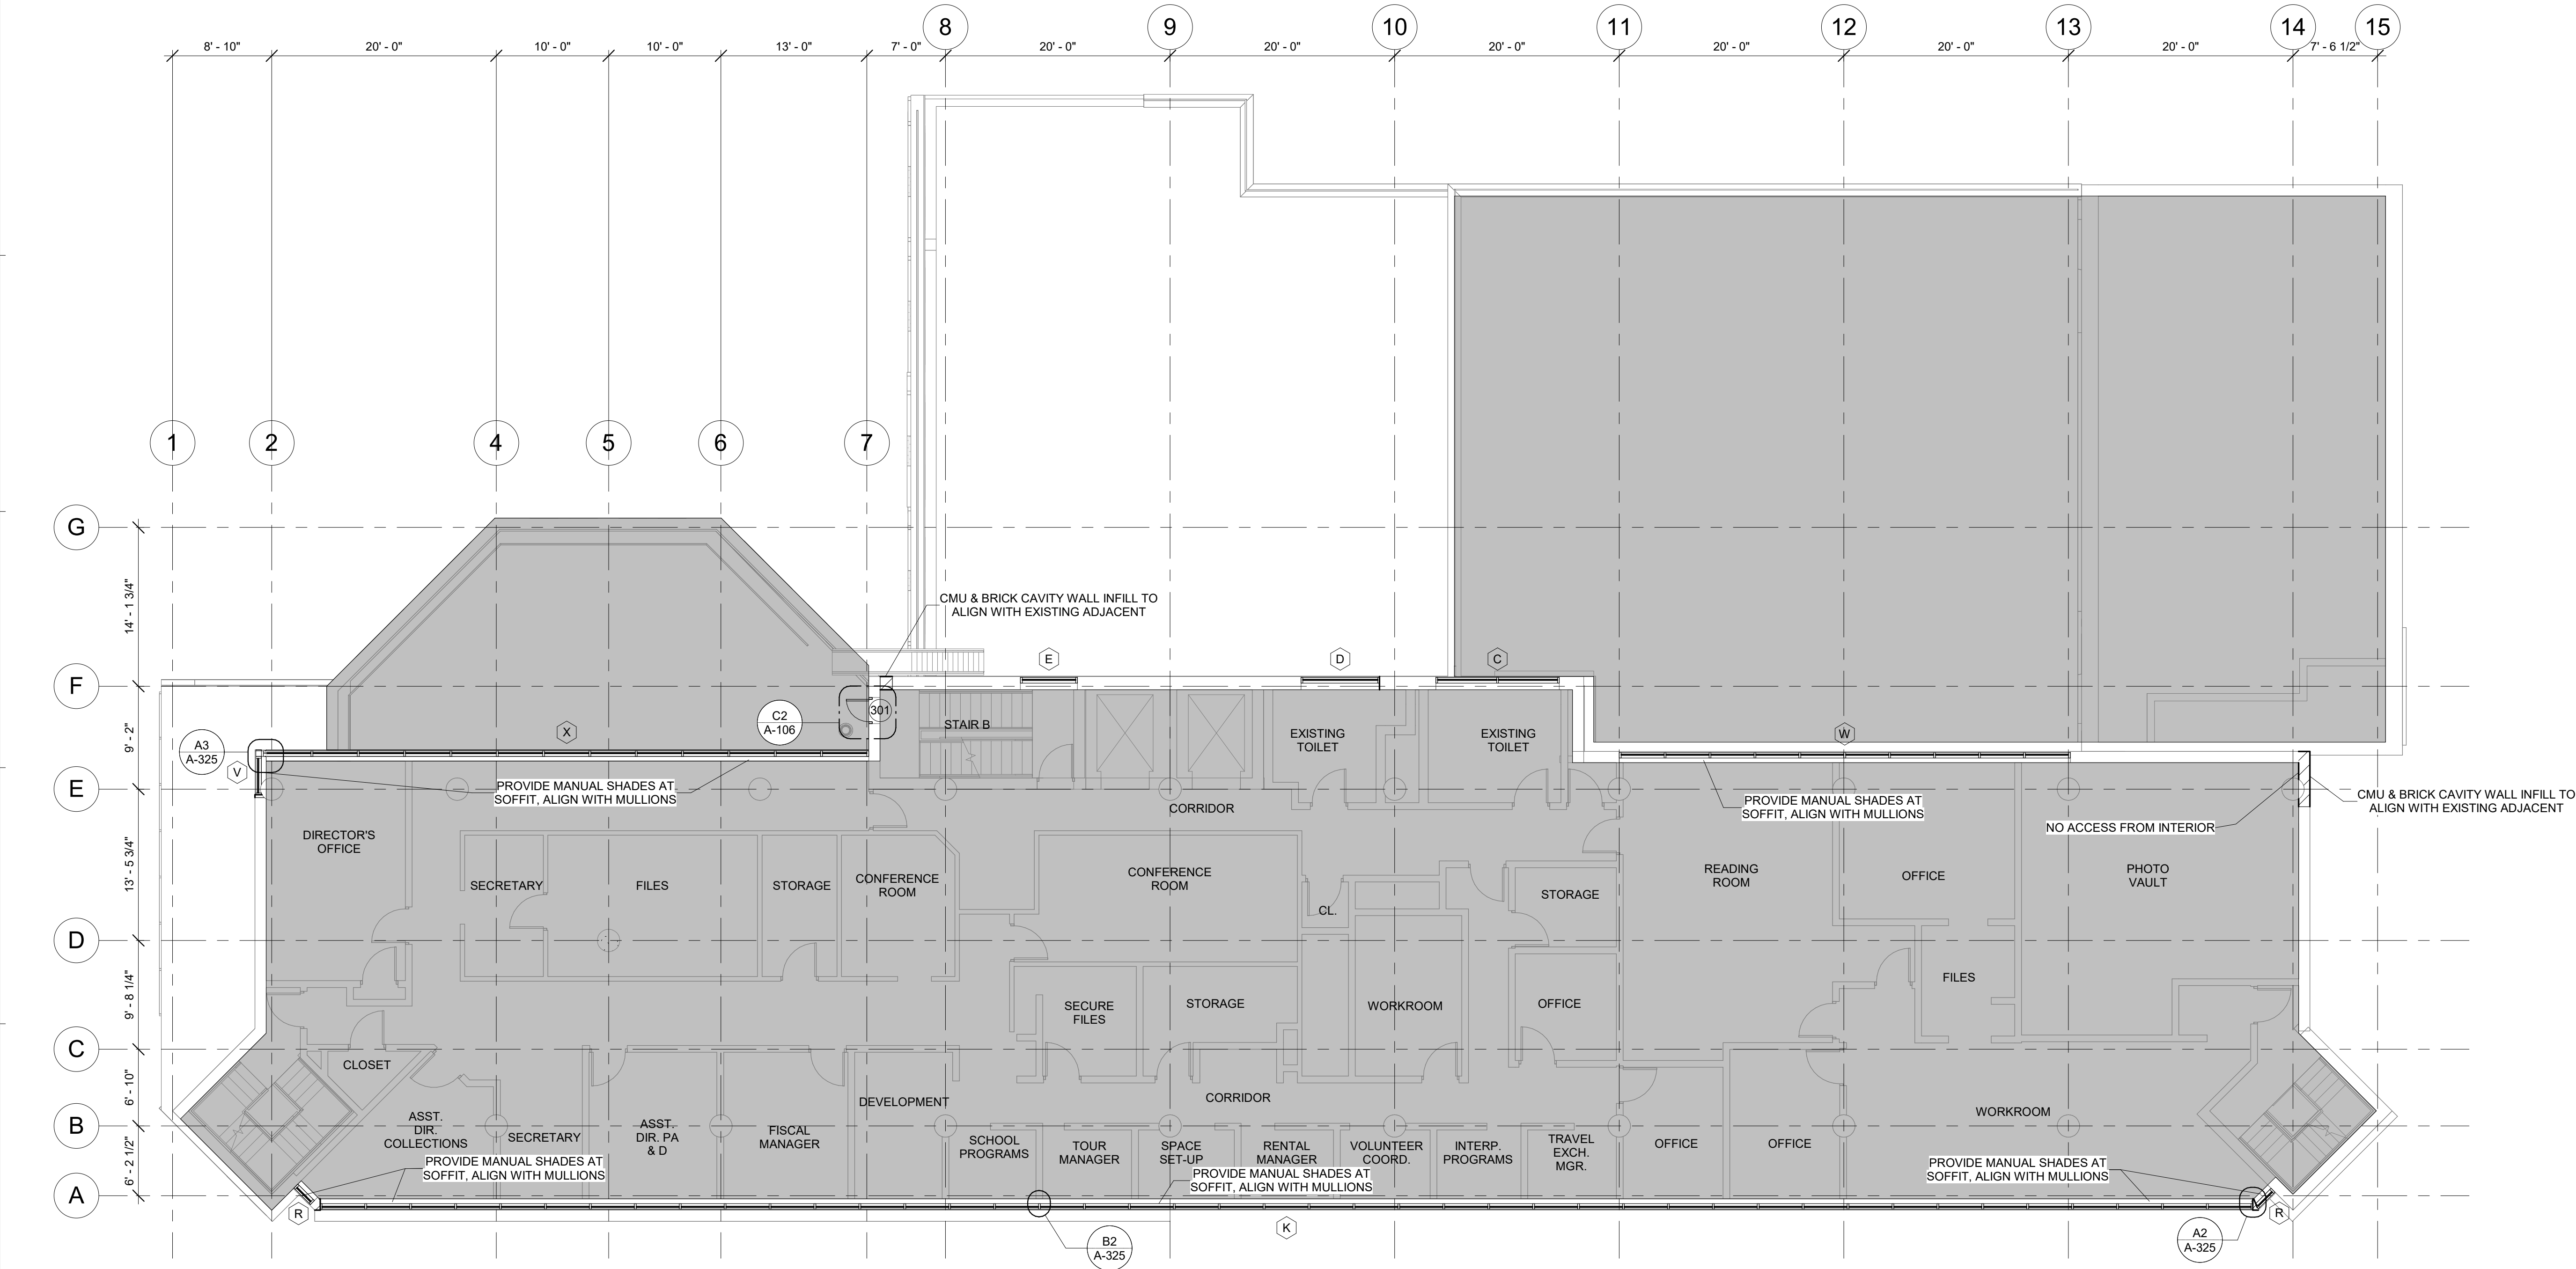 8
9
10
11
12
13
14
15
8' - 10"
20' - 0"
10' - 0"
10' - 0"
13' - 0"
7' - 0"
20' - 0"
20' - 0"
20' - 0"
20' - 0"
20' - 0"
20' - 0"
7' - 6 1/2"
1
2
4
5
6
7
G
14' - 1 3/4"
F
9' - 2"
E
13' - 5 3/4"
D
9' - 8 1/4"
C
6' - 10"
B
6' - 2 1/2"
A
CMU & BRICK CAVITY WALL INFILL TO
ALIGN WITH EXISTING ADJACENT
E
D
C
C2
A-106
301
STAIR B
X
A3
A-325
V
EXISTING
TOILET
EXISTING
TOILET
W
PROVIDE MANUAL SHADES AT
SOFFIT, ALIGN WITH MULLIONS
CORRIDOR
PROVIDE MANUAL SHADES AT
SOFFIT, ALIGN WITH MULLIONS
CMU & BRICK CAVITY WALL INFILL TO
ALIGN WITH EXISTING ADJACENT
NO ACCESS FROM INTERIOR
DIRECTOR'S
OFFICE
SECRETARY
FILES
STORAGE
CONFERENCE
ROOM
CONFERENCE
ROOM
CL.
STORAGE
READING
ROOM
OFFICE
PHOTO
VAULT
SECURE
FILES
STORAGE
WORKROOM
OFFICE
FILES
CLOSET
ASST.
DIR.
COLLECTIONS
SECRETARY
ASST.
DIR. PA
& D
FISCAL
MANAGER
DEVELOPMENT
CORRIDOR
SCHOOL
PROGRAMS
TOUR
MANAGER
SPACE
SET-UP
RENTAL
MANAGER
VOLUNTEER
COORD.
INTERP.
PROGRAMS
TRAVEL
EXCH.
MGR.
OFFICE
OFFICE
WORKROOM
PROVIDE MANUAL SHADES AT
SOFFIT, ALIGN WITH MULLIONS
PROVIDE MANUAL SHADES AT
SOFFIT, ALIGN WITH MULLIONS
PROVIDE MANUAL SHADES AT
SOFFIT, ALIGN WITH MULLIONS
R
K
R
B2
A-325
A2
A-325